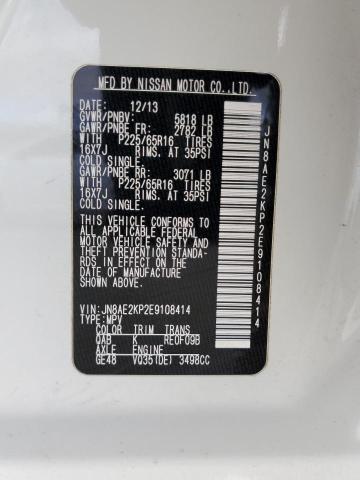 MFD BY NISSAN MOTOR CO.,LTD.
DATE: 12/13
GVWR/PNBV: 5818 LB
GAWR/PNBE FR: 2782 LB
WITH P225/65R16 TIRES
16X7J RIMS. AT 35PSI
COLD SINGLE.
GAWR/PNBE RR: 3071 LB
WITH P225/65R16 TIRES
16X7J RIMS. AT 35PSI
COLD SINGLE.
THIS VEHICLE CONFORMS TO
ALL APPLICABLE FEDERAL
MOTOR VEHICLE SAFETY AND
THEFT PREVENTION STANDA-
RDS IN EFFECT ON THE
DATE OF MANUFACTURE
SHOWN ABOVE.
VIN: JN8AE2KP2E9108414
TYPE: MPV
COLOR TRIM TRANS
QAB K RE0F09B
AXLE ENGINE
GE48 VQ35(DE) 3498CC
JN8AE2KP2E9108414